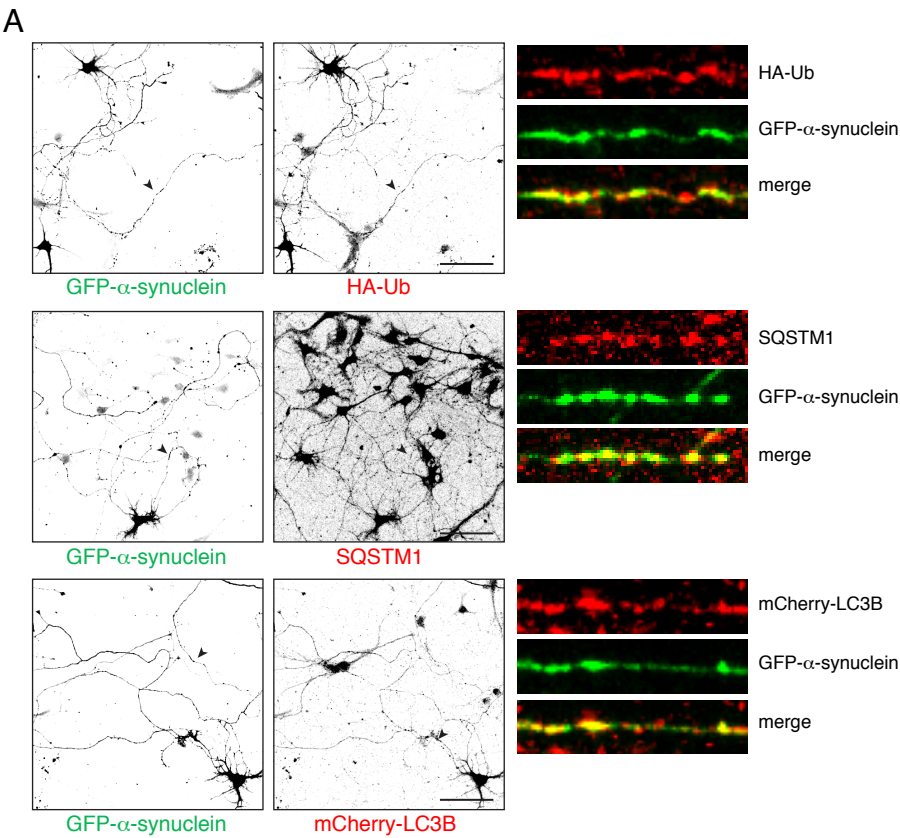 A
HA-Ub
GFP-α-synuclein
merge
GFP-α-synuclein
HA-Ub
SQSTM1
GFP-α-synuclein
merge
GFP-α-synuclein
SQSTM1
mCherry-LC3B
GFP-α-synuclein
merge
GFP-α-synuclein
mCherry-LC3B